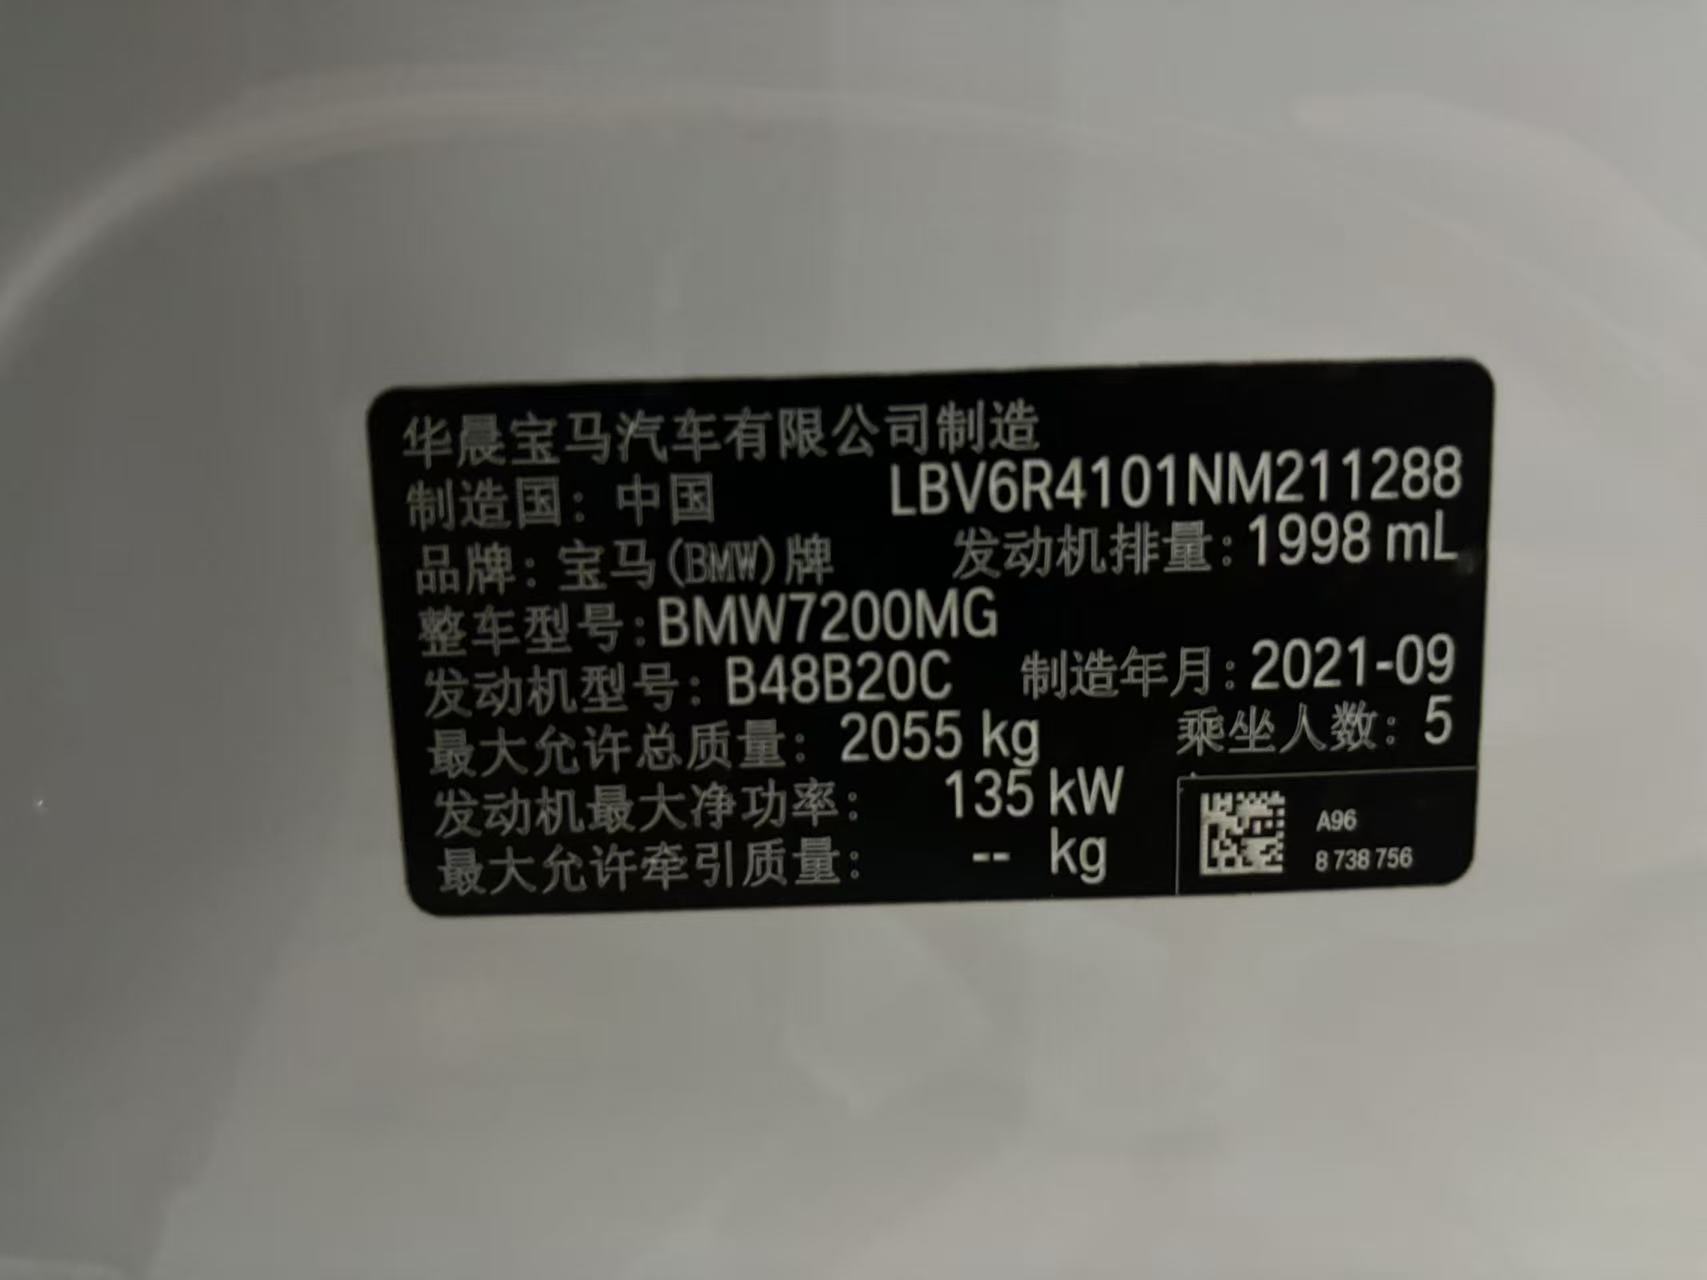 华晨宝马汽车有限公司制造
制造国：中国 LBV6R4101NM211288
品牌：宝马(BMW)牌 发动机排量：1998 mL
整车型号：BMW7200MG
发动机型号：B48B20C 制造年月：2021-09
最大允许总质量：2055 kg 乘坐人数：5
发动机最大净功率：135 kW
最大允许牵引质量：-- kg
A96
8 738 756